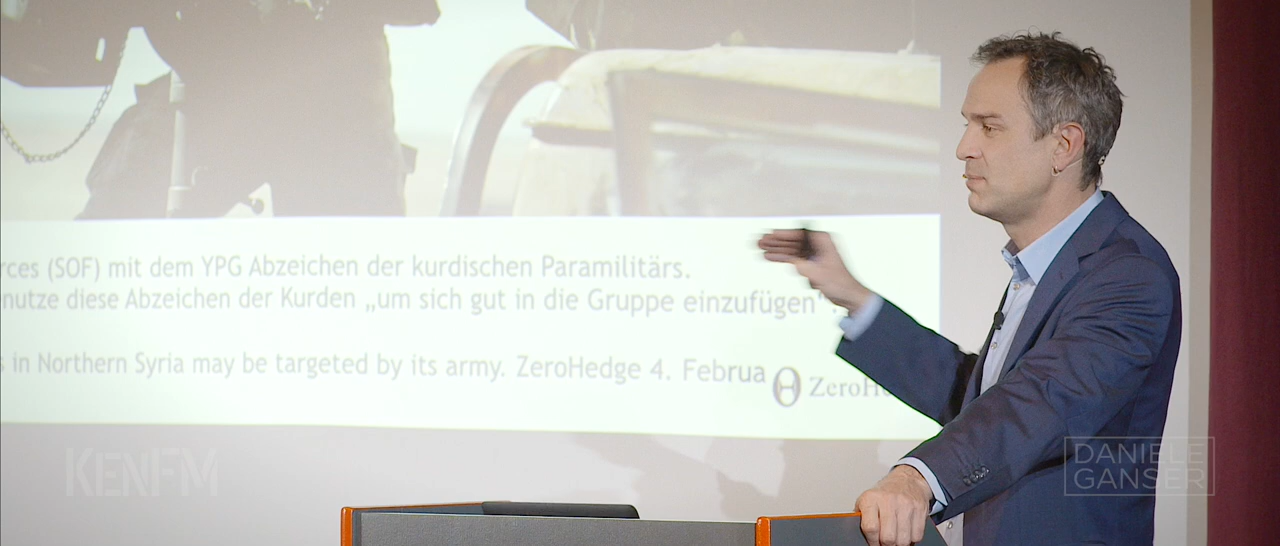 rces (SOF) mit dem YPG Abzeichen der kurdischen Paramilitärs.
nutze diese Abzeichen der Kurden „um sich gut in die Gruppe einzufügen".
s in Northern Syria may be targeted by its army. ZeroHedge 4. Februa
ZeroH
KENFM
DANIELE
GANSER